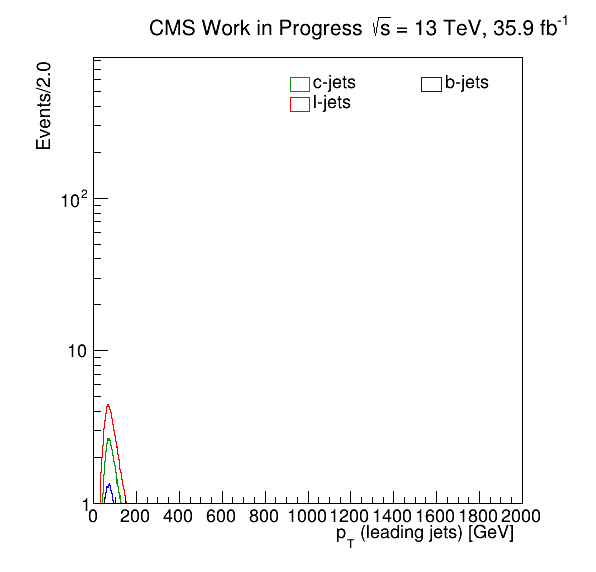 CMS Work in Progress √s = 13 TeV, 35.9 fb⁻¹
Events/2.0
c-jets
b-jets
l-jets
10²
10
1
0 200 400 600 800 1000 1200 1400 1600 1800 2000
p_T (leading jets) [GeV]